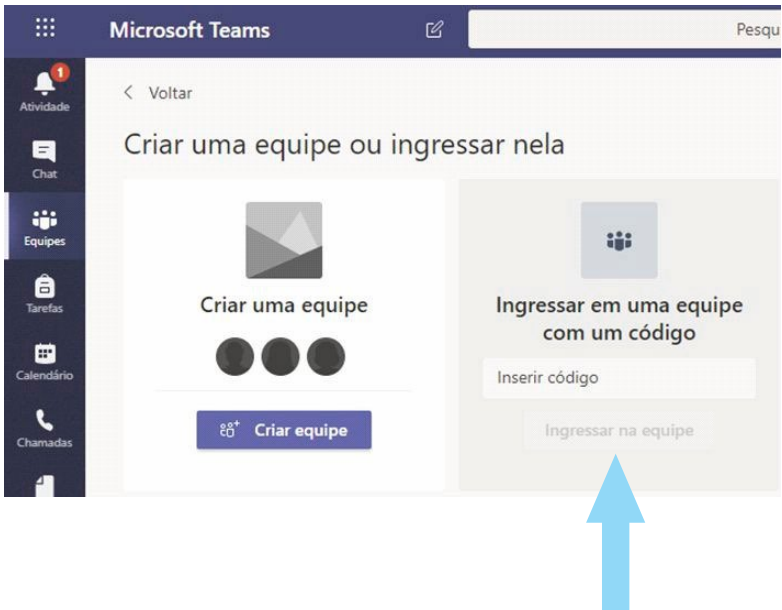 Microsoft Teams
Pesqu
1
Atividade
Chat
Equipes
Tarefas
Calendário
Chamadas
Voltar
Criar uma equipe ou ingressar nela
Criar uma equipe
Criar equipe
Ingressar em uma equipe
com um código
Inserir código
Ingressar na equipe